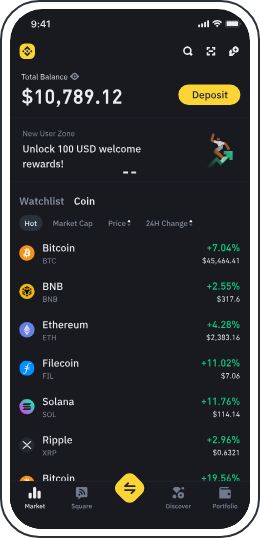 9:41
Total Balance
$10,789.12
Deposit
New User Zone
Unlock 100 USD welcome
rewards!
Watchlist Coin
Hot Market Cap Price 24H Change
Bitcoin +7.04%
BTC $45,464.41
BNB +2.55%
BNB $317.6
Ethereum +4.28%
ETH $2,383.16
Filecoin +11.02%
FIL $7.06
Solana +11.76%
SOL $114.14
Ripple +2.96%
XRP $0.6321
Bitcoin +19.56%
Market Square Discover Portfolio